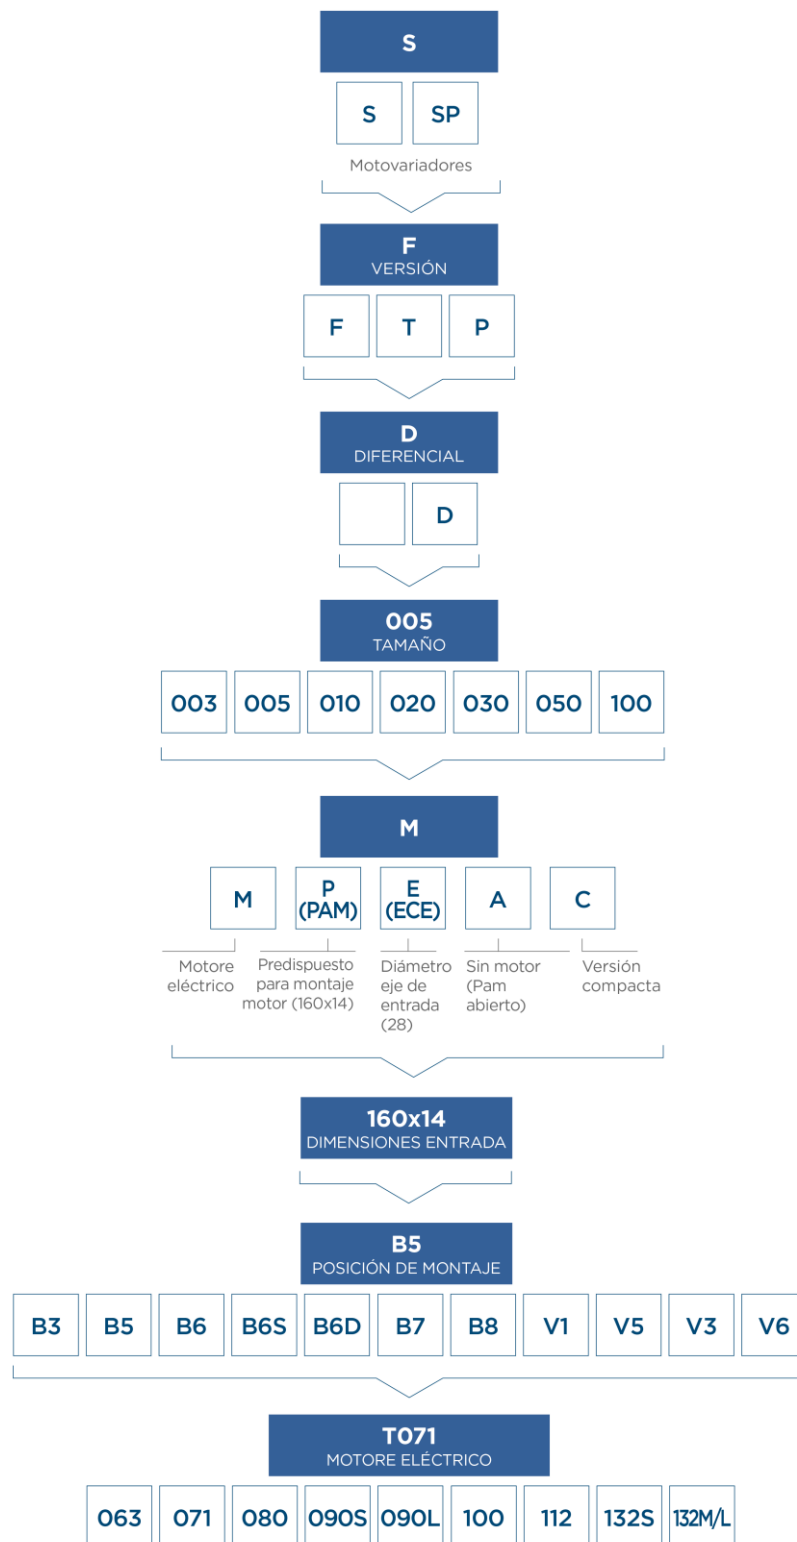 S
S SP
Motovariadores
F
VERSIÓN
F T P
D
DIFERENCIAL
D
005
TAMAÑO
003 005 010 020 030 050 100
M
M P (PAM) E (ECE) A C
Motore eléctrico
Predispuesto para montaje motor (160x14)
Diámetro eje de entrada (28)
Sin motor (Pam abierto)
Versión compacta
160x14
DIMENSIONES ENTRADA
B5
POSICIÓN DE MONTAJE
B3 B5 B6 B6S B6D B7 B8 V1 V5 V3 V6
T071
MOTORE ELÉCTRICO
063 071 080 090S 090L 100 112 132S 132M/L